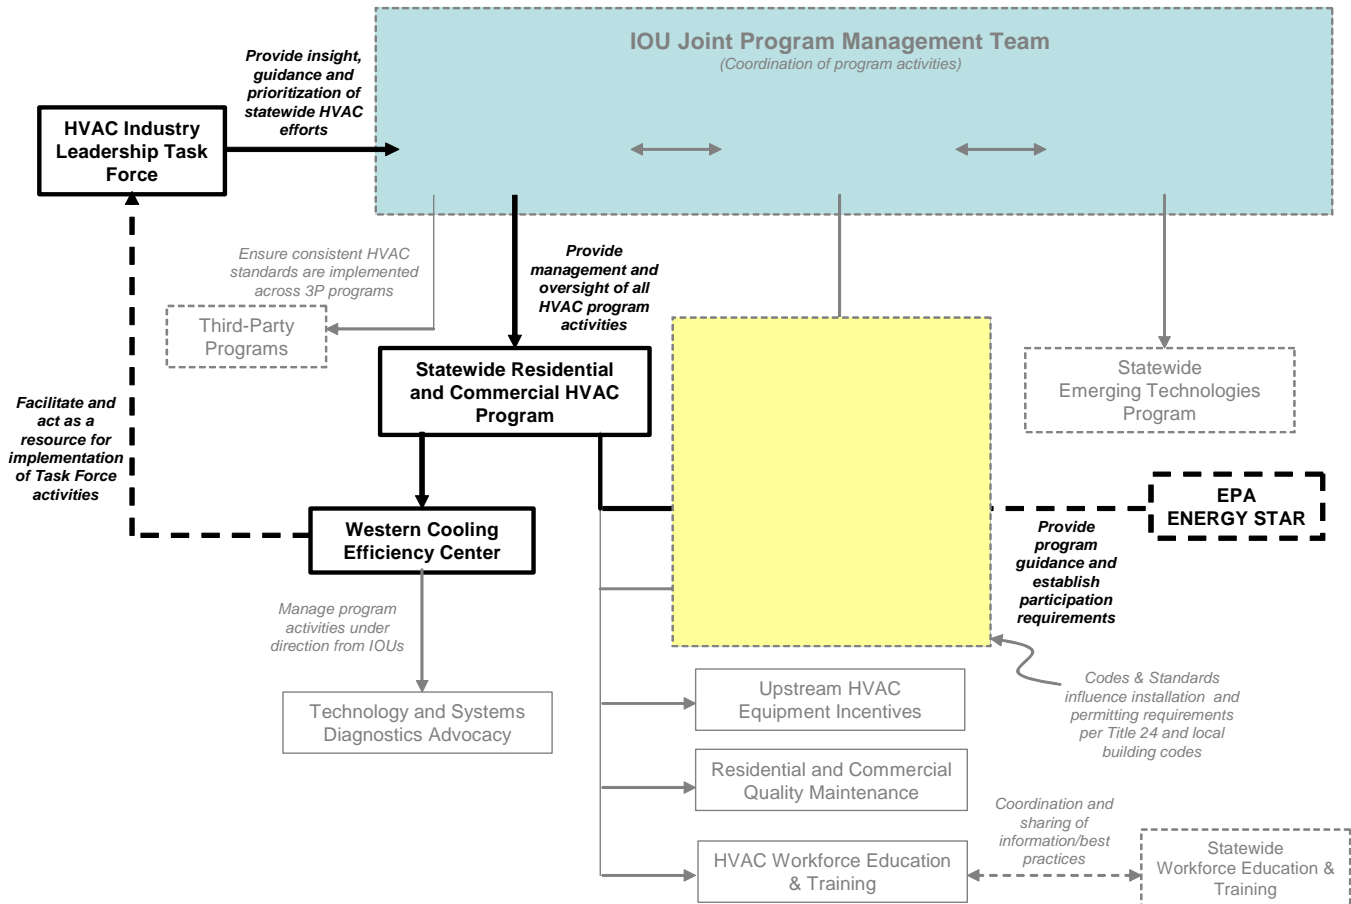 IOU Joint Program Management Team
(Coordination of program activities)
Provide insight,
guidance and
prioritization of
statewide HVAC
efforts
HVAC Industry
Leadership Task
Force
Ensure consistent HVAC
standards are implemented
across 3P programs
Provide
management and
oversight of all
HVAC program
activities
Third-Party
Programs
Statewide Residential
and Commercial HVAC
Program
Statewide
Emerging Technologies
Program
Facilitate and
act as a
resource for
implementation
of Task Force
activities
EPA
ENERGY STAR
Western Cooling
Efficiency Center
Provide
program
guidance and
establish
participation
requirements
Manage program
activities under
direction from IOUs
Technology and Systems
Diagnostics Advocacy
Upstream HVAC
Equipment Incentives
Codes & Standards
influence installation and
permitting requirements
per Title 24 and local
building codes
Residential and Commercial
Quality Maintenance
Coordination and
sharing of
information/best
practices
HVAC Workforce Education
& Training
Statewide
Workforce Education &
Training